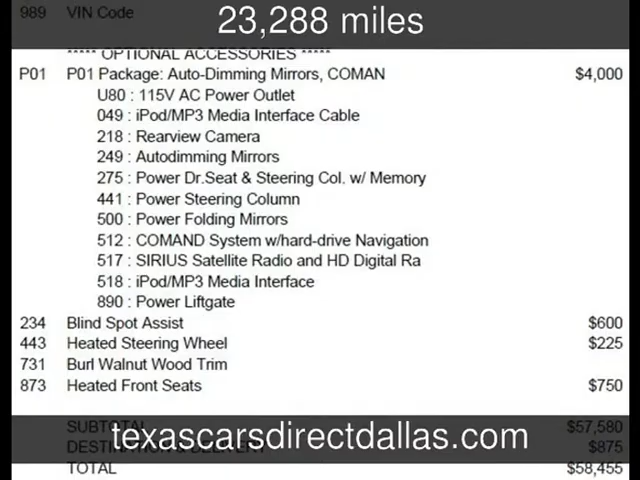 23,288 miles
989 VIN Code
***** OPTIONAL ACCESSORIES *****
P01 P01 Package: Auto-Dimming Mirrors, COMAN $4,000
U80 : 115V AC Power Outlet
049 : iPod/MP3 Media Interface Cable
218 : Rearview Camera
249 : Autodimming Mirrors
275 : Power Dr.Seat & Steering Col. w/ Memory
441 : Power Steering Column
500 : Power Folding Mirrors
512 : COMAND System w/hard-drive Navigation
517 : SIRIUS Satellite Radio and HD Digital Ra
518 : iPod/MP3 Media Interface
890 : Power Liftgate
234 Blind Spot Assist $600
443 Heated Steering Wheel $225
731 Burl Walnut Wood Trim
873 Heated Front Seats $750
SUBTOTAL $57,580
texascarsdirectdallas.com
DESTINATION & DELIVERY $875
TOTAL $58,455